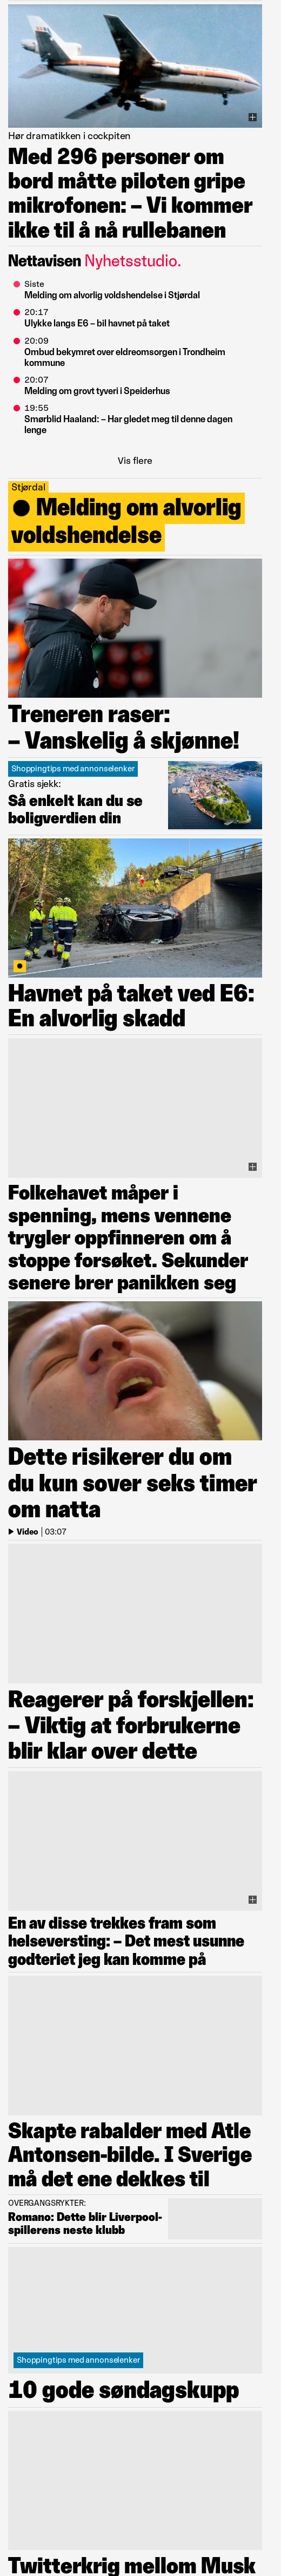 Hør dramatikken i cockpiten
Med 296 personer om
bord måtte piloten gripe
mikrofonen: – Vi kommer
ikke til å nå rullebanen
Nettavisen Nyhetsstudio.
Siste
Melding om alvorlig voldshendelse i Stjørdal
20:17
Ulykke langs E6 – bil havnet på taket
20:09
Ombud bekymret over eldreomsorgen i Trondheim
kommune
20:07
Melding om grovt tyveri i Speiderhus
19:55
Smørblid Haaland: – Har gledet meg til denne dagen
lenge
Vis flere
Stjørdal
Melding om alvorlig
voldshendelse
Treneren raser:
– Vanskelig å skjønne!
Shoppingtips med annonselenker
Gratis sjekk:
Så enkelt kan du se
boligverdien din
Havnet på taket ved E6:
En alvorlig skadd
Folkehavet måper i
spenning, mens vennene
trygler oppfinneren om å
stoppe forsøket. Sekunder
senere brer panikken seg
Dette risikerer du om
du kun sover seks timer
om natta
Video | 03:07
Reagerer på forskjellen:
– Viktig at forbrukerne
blir klar over dette
En av disse trekkes fram som
helseversting: – Det mest usunne
godteriet jeg kan komme på
Skapte rabalder med Atle
Antonsen-bilde. I Sverige
må det ene dekkes til
OVERGANGSRYKTER:
Romano: Dette blir Liverpool-
spillerens neste klubb
Shoppingtips med annonselenker
10 gode søndagskupp
Twitterkrig mellom Musk